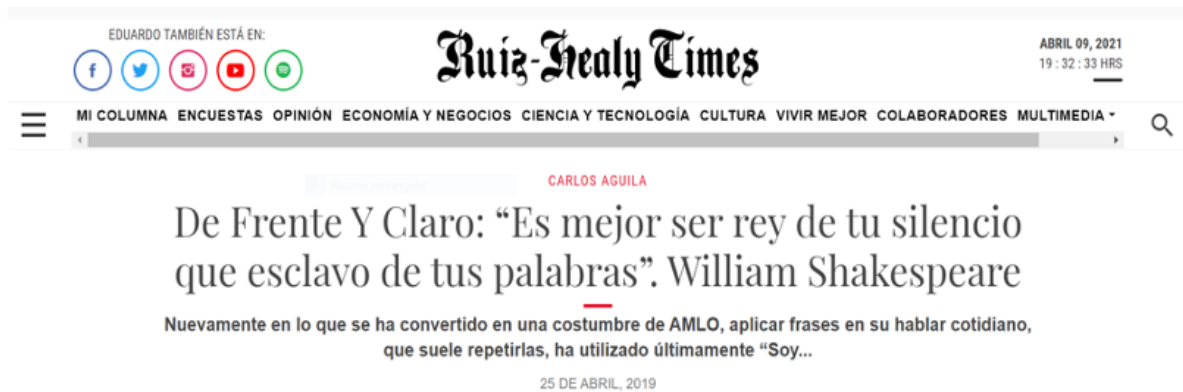 EDUARDO TAMBIÉN ESTÁ EN:
Ruiz-Healy Times
ABRIL 09, 2021
19 : 32 : 33 HRS
MI COLUMNA ENCUESTAS OPINIÓN ECONOMÍA Y NEGOCIOS CIENCIA Y TECNOLOGÍA CULTURA VIVIR MEJOR COLABORADORES MULTIMEDIA
CARLOS AGUILA
De Frente Y Claro: “Es mejor ser rey de tu silencio
que esclavo de tus palabras”. William Shakespeare
Nuevamente en lo que se ha convertido en una costumbre de AMLO, aplicar frases en su hablar cotidiano,
que suele repetirlas, ha utilizado últimamente “Soy...
25 DE ABRIL, 2019